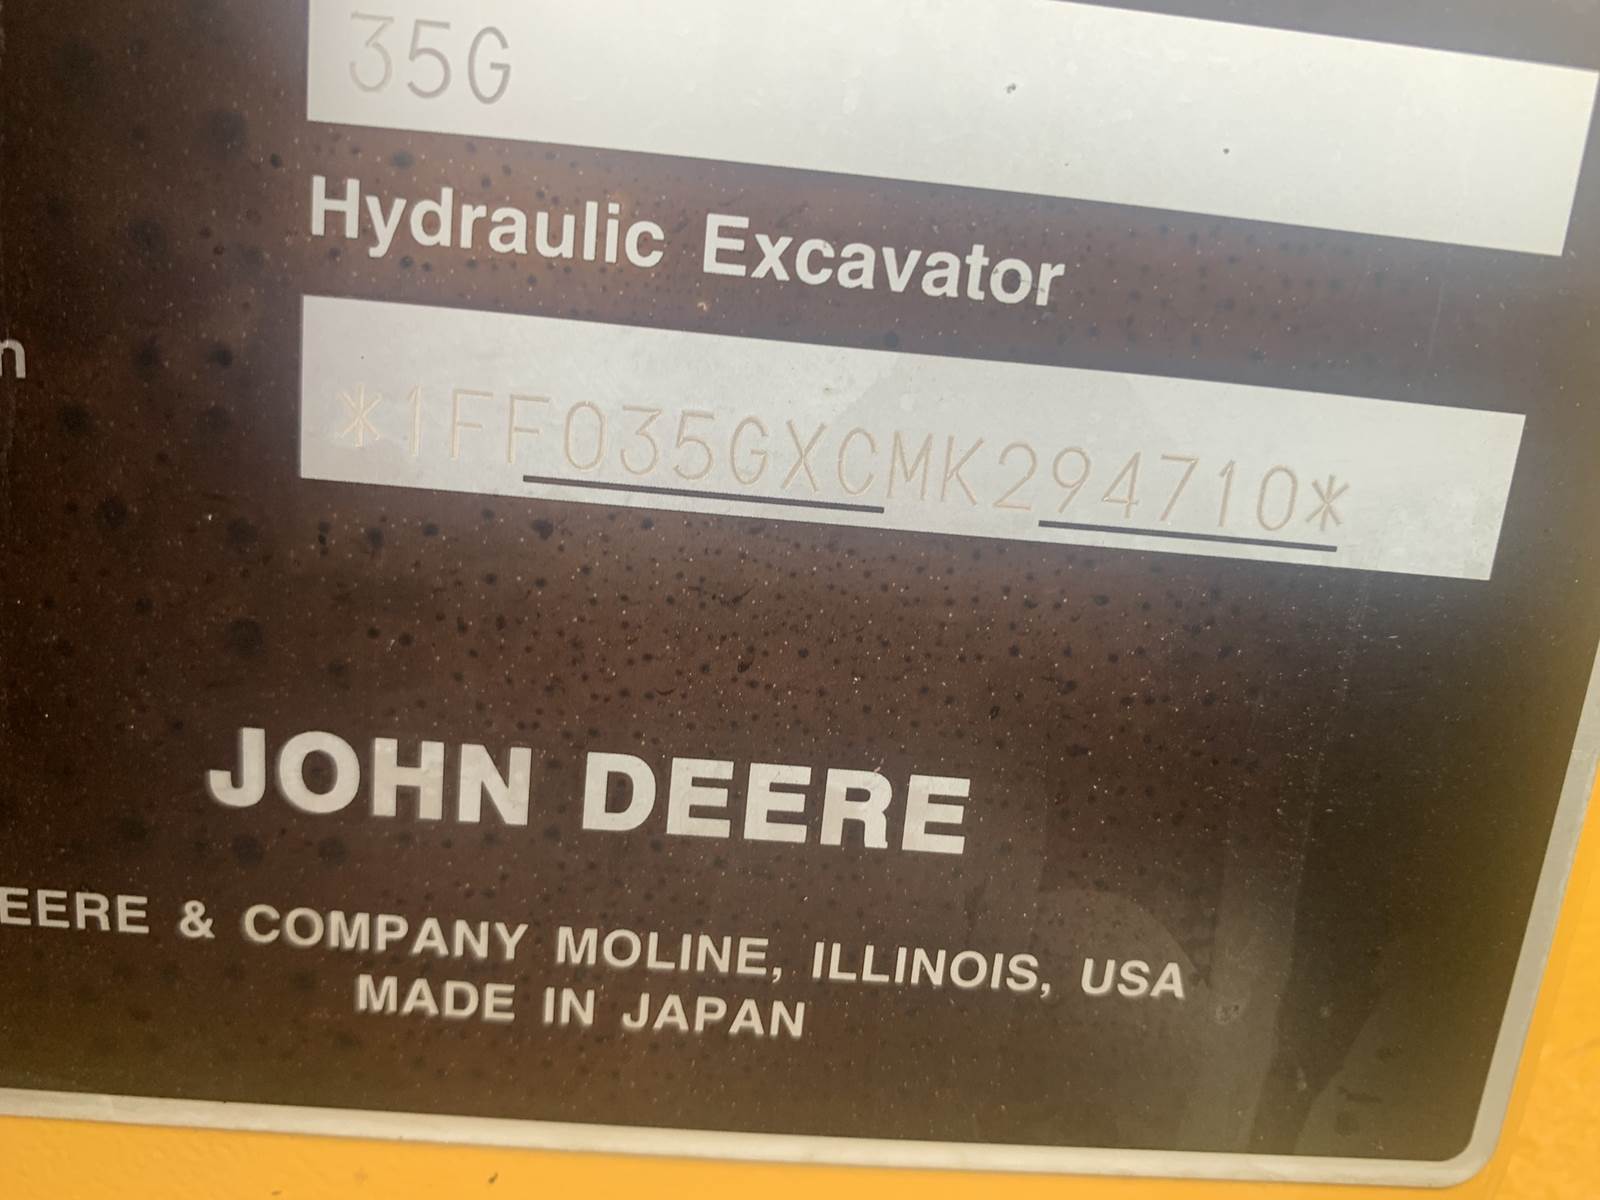 35G
Hydraulic Excavator
n
*1FF035GXCMK294710*
JOHN DEERE
EERE & COMPANY MOLINE, ILLINOIS, USA
MADE IN JAPAN